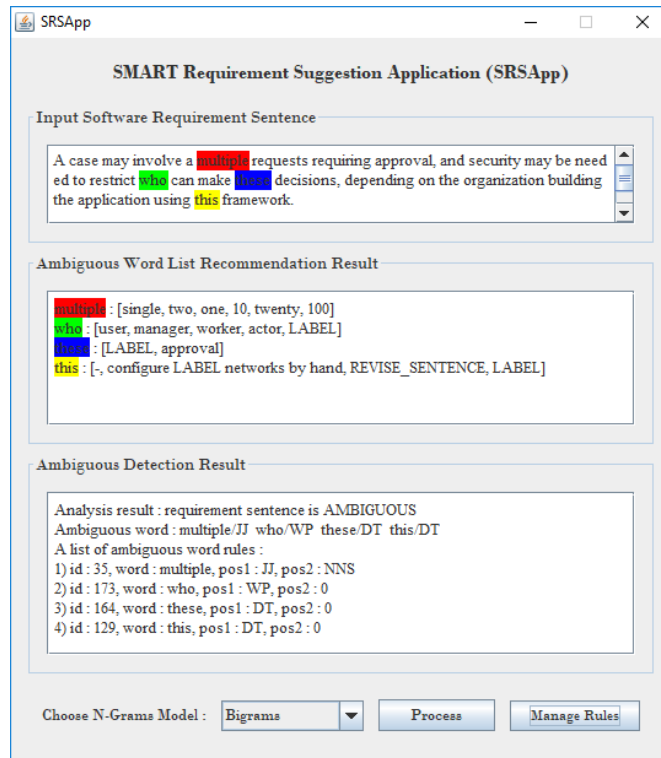 SRSApp
SMART Requirement Suggestion Application (SRSApp)
Input Software Requirement Sentence
A case may involve a multiple requests requiring approval, and security may be need
ed to restrict who can make these decisions, depending on the organization building
the application using this framework.
Ambiguous Word List Recommendation Result
multiple : [single, two, one, 10, twenty, 100]
who : [user, manager, worker, actor, LABEL]
these : [LABEL, approval]
this : [-, configure LABEL networks by hand, REVISE_SENTENCE, LABEL]
Ambiguous Detection Result
Analysis result : requirement sentence is AMBIGUOUS
Ambiguous word : multiple/JJ who/WP these/DT this/DT
A list of ambiguous word rules :
1) id : 35, word : multiple, pos1 : JJ, pos2 : NNS
2) id : 173, word : who, pos1 : WP, pos2 : 0
3) id : 164, word : these, pos1 : DT, pos2 : 0
4) id : 129, word : this, pos1 : DT, pos2 : 0
Choose N-Grams Model : Bigrams Process Manage Rules